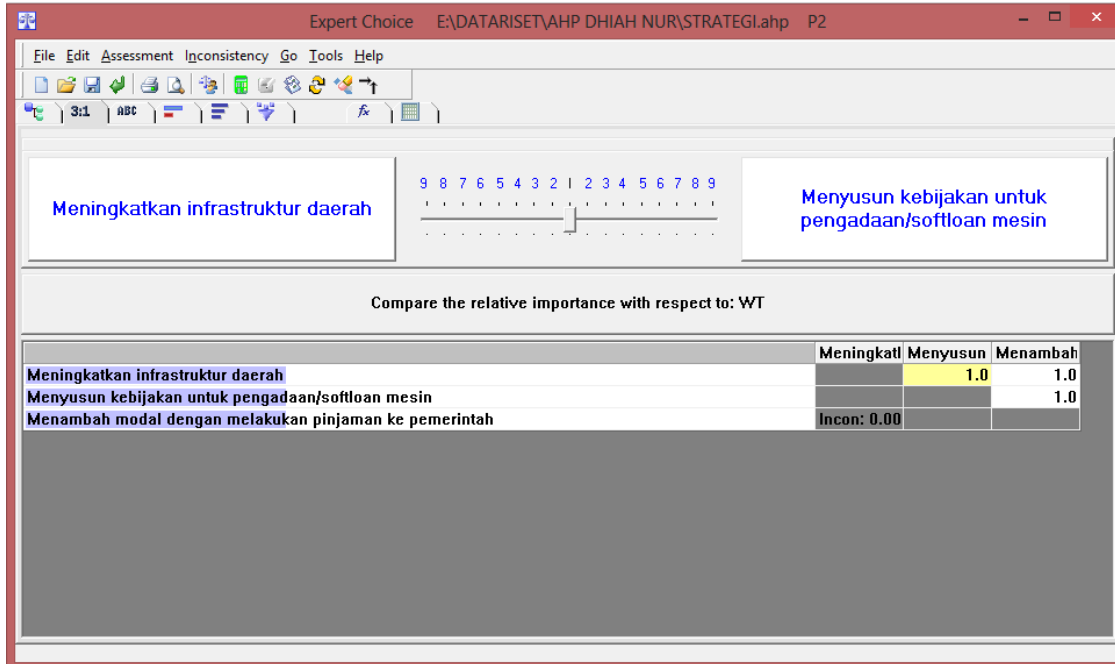 Expert Choice E:\DATARISET\AHP DHIAH NUR\STRATEGI.ahp P2
File Edit Assessment Inconsistency Go Tools Help
3:1 ABC fx
9 8 7 6 5 4 3 2 1 2 3 4 5 6 7 8 9
Meningkatkan infrastruktur daerah
Menyusun kebijakan untuk
pengadaan/softloan mesin
Compare the relative importance with respect to: WT
Meningkatl Menyusun Menambah
Meningkatkan infrastruktur daerah 1.0 1.0
Menyusun kebijakan untuk pengadaan/softloan mesin 1.0
Menambah modal dengan melakukan pinjaman ke pemerintah Incon: 0.00